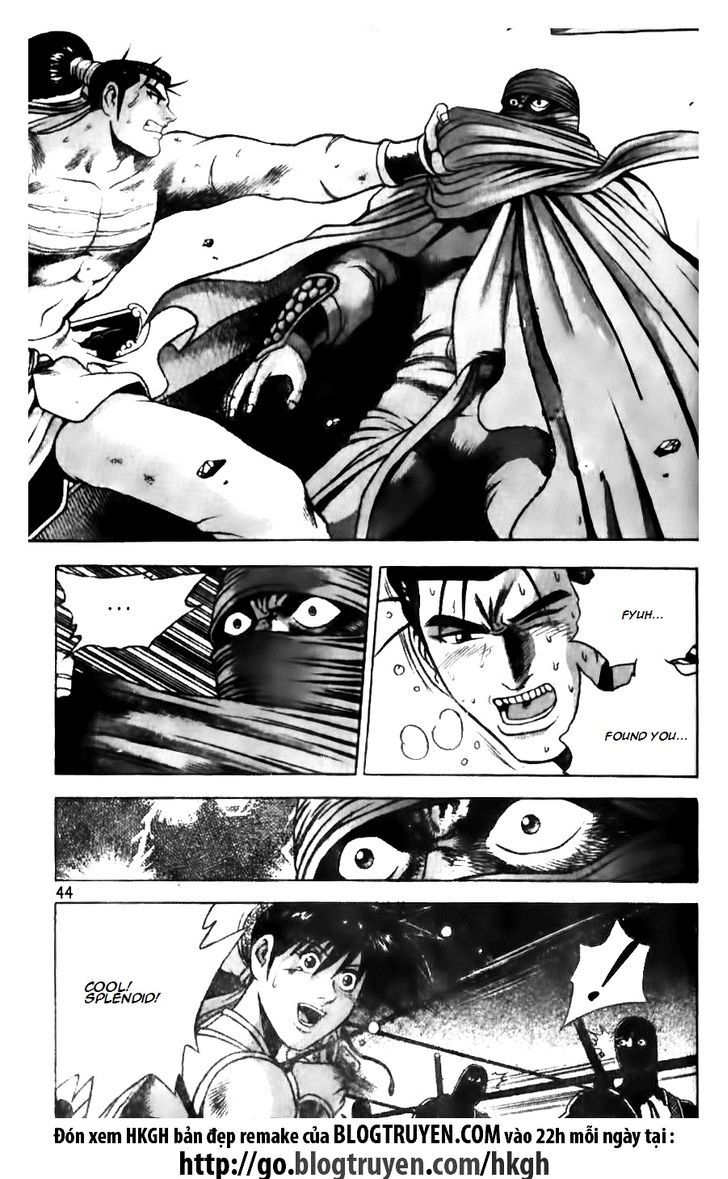 ...
FYUH...
FOUND YOU...
44
COOL!
SPLENDID!
!
Đón xem HKGH bản đẹp remake của BLOGTRUYEN.COM vào 22h mỗi ngày tại :
http://go.blogtruyen.com/hkgh